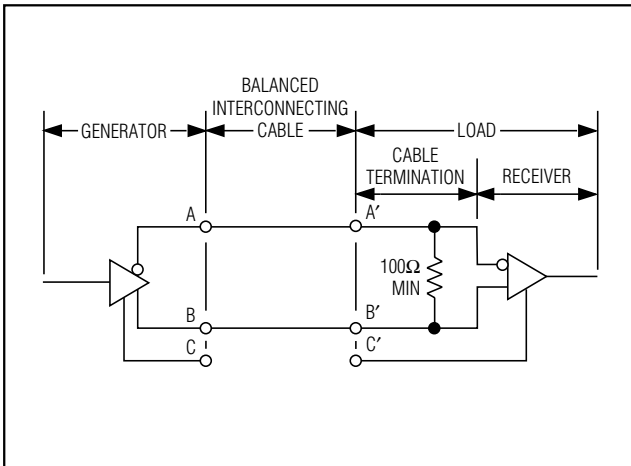 BALANCED
INTERCONNECTING
GENERATOR CABLE LOAD
CABLE
TERMINATION RECEIVER
A A′
100Ω
MIN
B B′
C C′